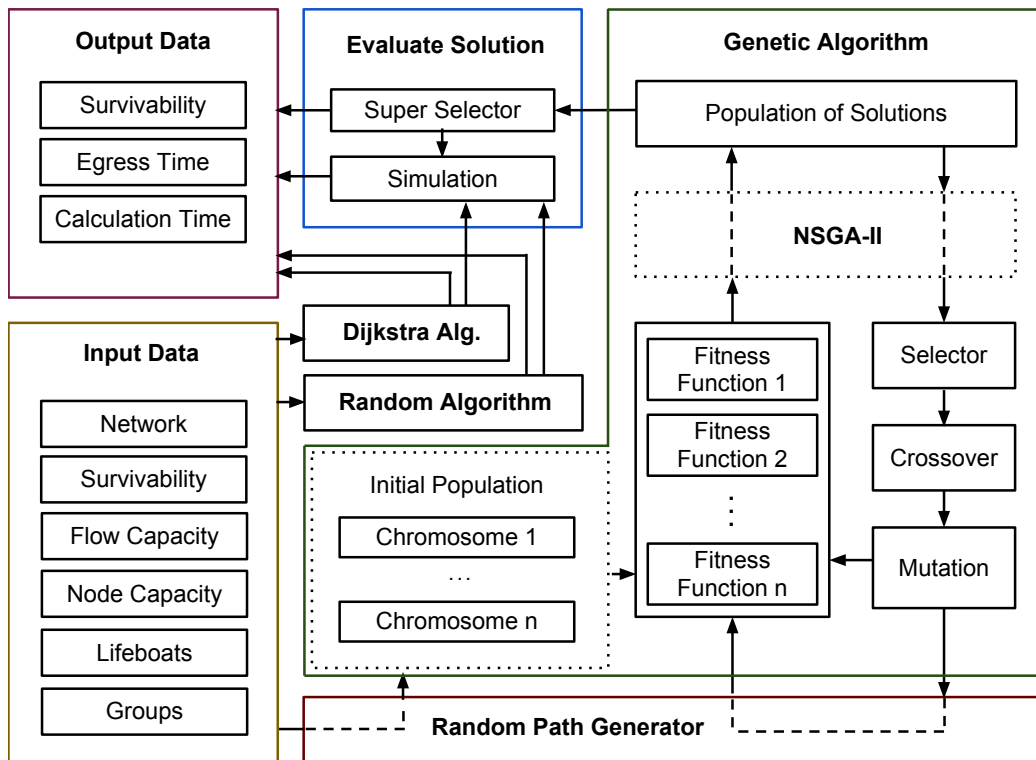 Output Data
Survivability
Egress Time
Calculation Time
Evaluate Solution
Super Selector
Simulation
Genetic Algorithm
Population of Solutions
NSGA-II
Dijkstra Alg.
Random Algorithm
Input Data
Network
Survivability
Flow Capacity
Node Capacity
Lifeboats
Groups
Initial Population
Chromosome 1
...
Chromosome n
Fitness
Function 1
Fitness
Function 2
...
Fitness
Function n
Selector
Crossover
Mutation
Random Path Generator